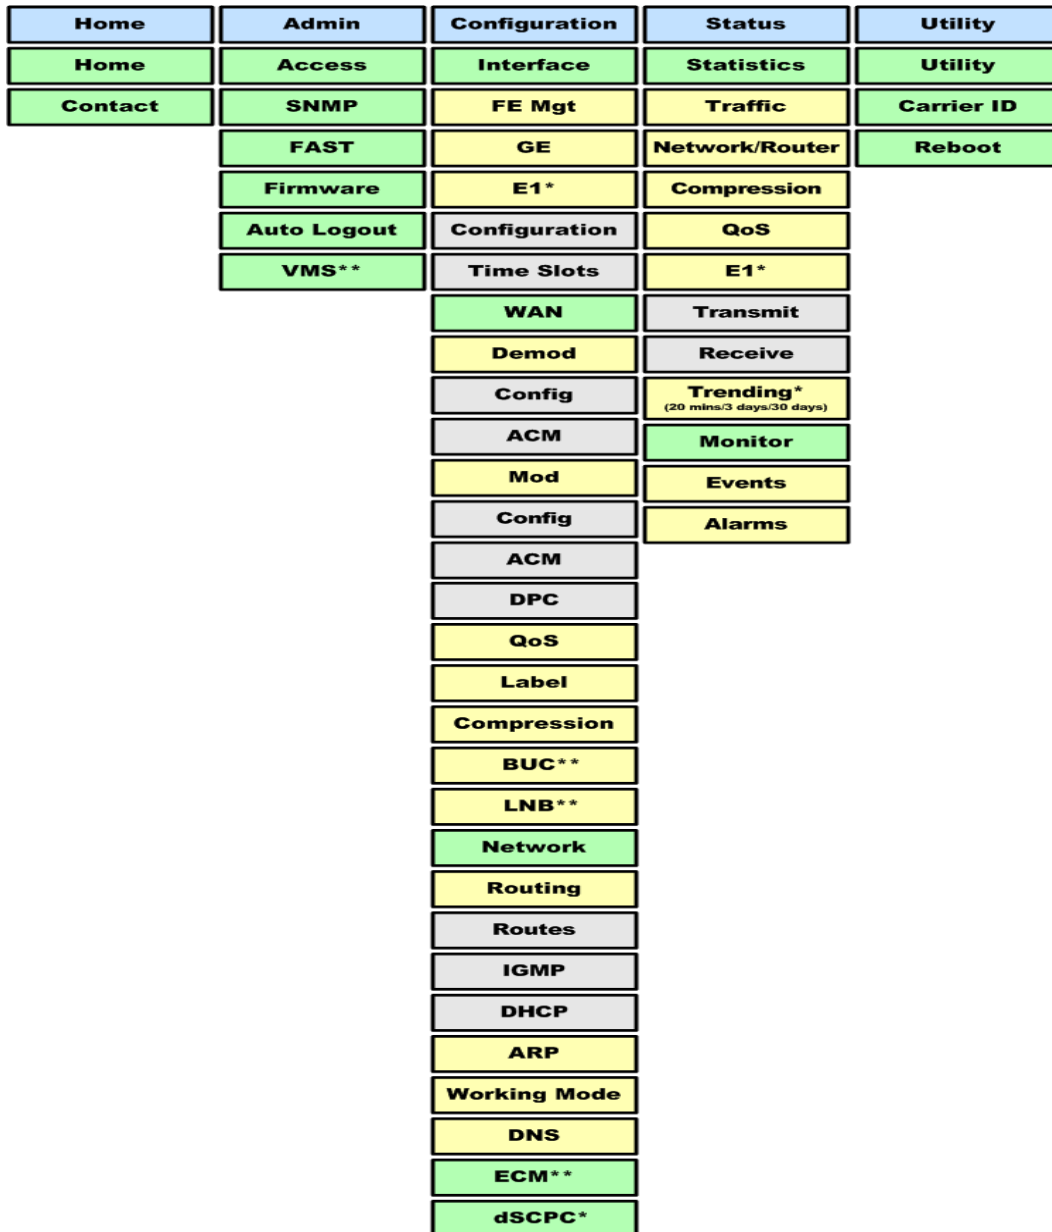 Home
Admin
Configuration
Status
Utility
Home
Access
Interface
Statistics
Utility
Contact
SNMP
FE Mgt
Traffic
Carrier ID
FAST
GE
Network/Router
Reboot
Firmware
E1*
Compression
Auto Logout
Configuration
QoS
VMS**
Time Slots
E1*
WAN
Transmit
Demod
Receive
Config
Trending*
(20 mins/3 days/30 days)
ACM
Monitor
Mod
Events
Config
Alarms
ACM
DPC
QoS
Label
Compression
BUC**
LNB**
Network
Routing
Routes
IGMP
DHCP
ARP
Working Mode
DNS
ECM**
dSCPC*